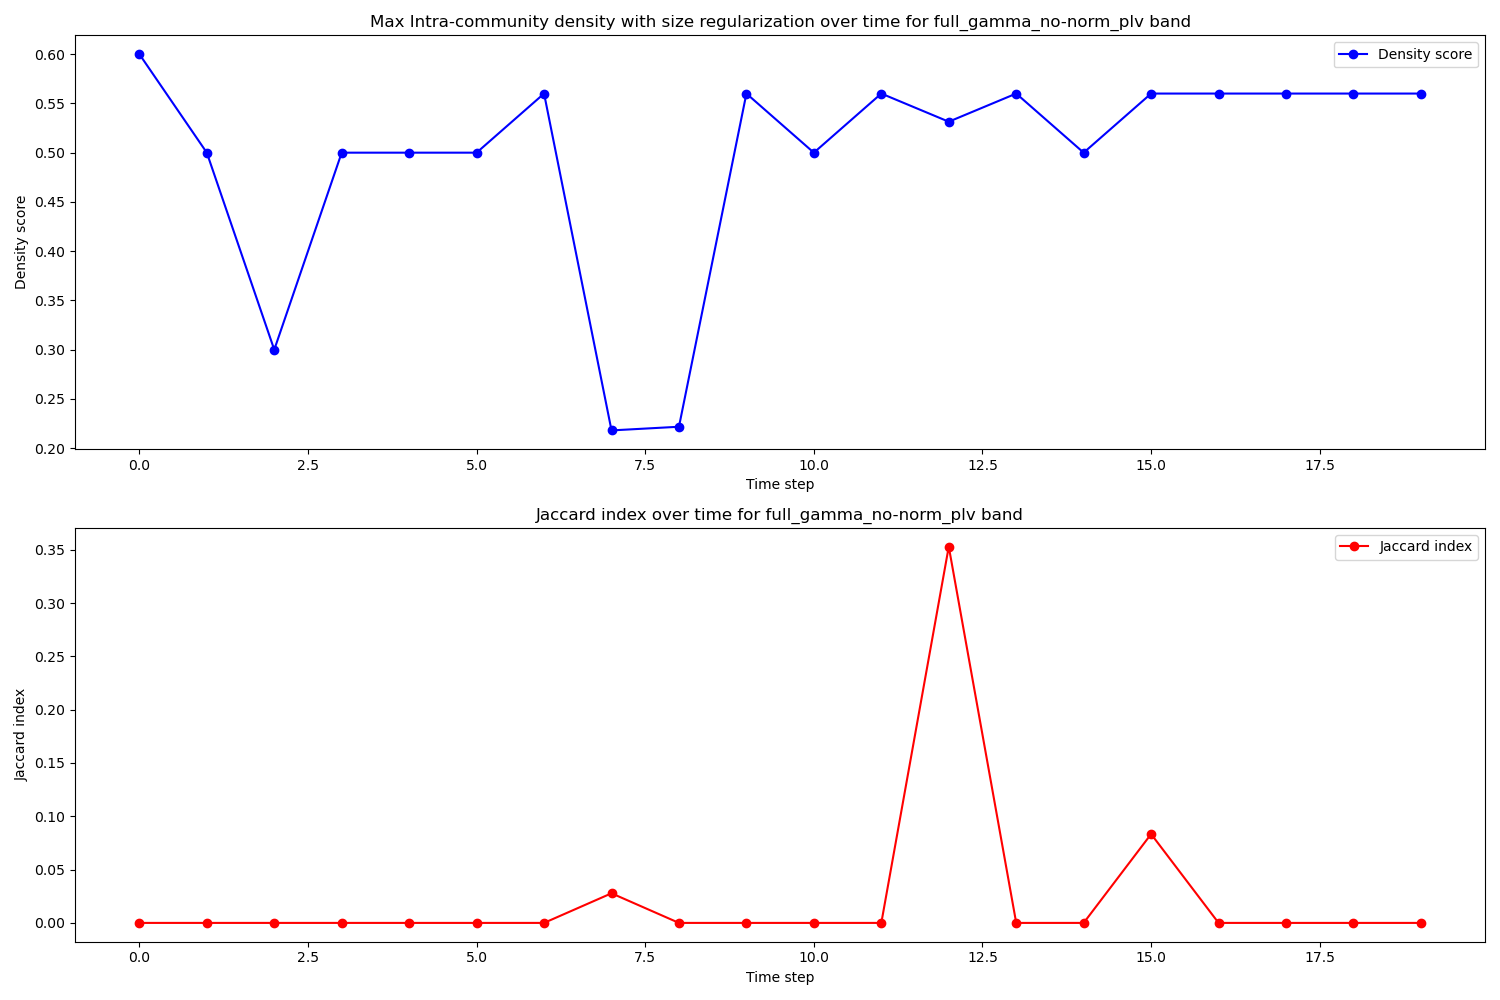 Max Intra-community density with size regularization over time for full_gamma_no-norm_plv band
Density score
0.60
0.55
0.50
0.45
0.40
0.35
0.30
0.25
0.20
Density score
0.0 2.5 5.0 7.5 10.0 12.5 15.0 17.5
Time step
Jaccard index over time for full_gamma_no-norm_plv band
Jaccard index
0.35
0.30
0.25
0.20
0.15
0.10
0.05
0.00
Jaccard index
0.0 2.5 5.0 7.5 10.0 12.5 15.0 17.5
Time step